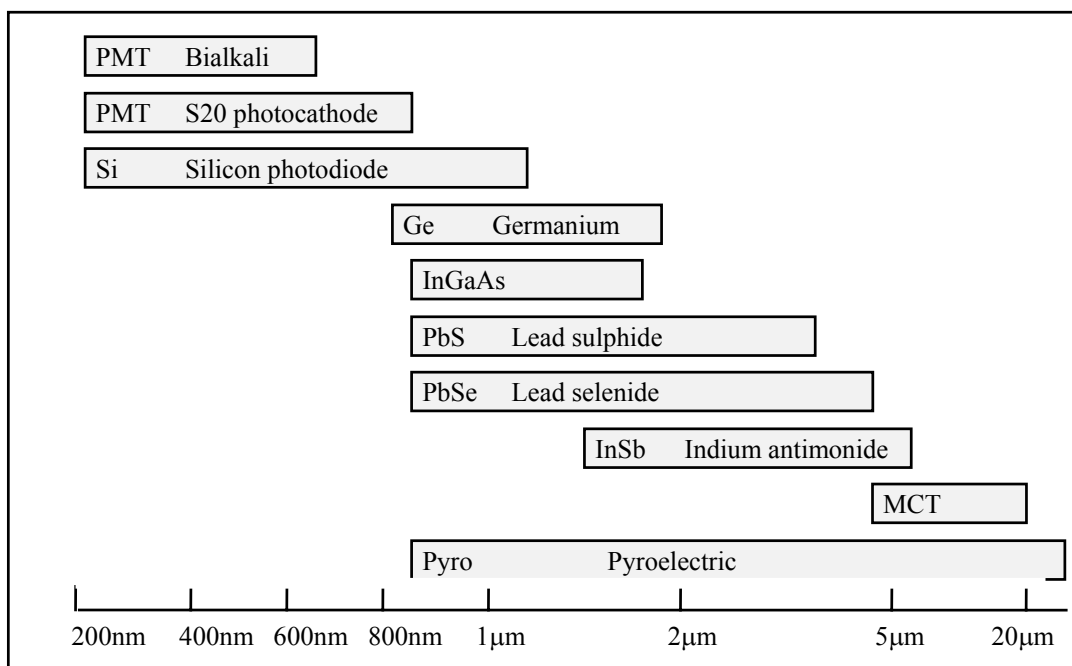 PMT Bialkali
PMT S20 photocathode
Si Silicon photodiode
Ge Germanium
InGaAs
PbS Lead sulphide
PbSe Lead selenide
InSb Indium antimonide
MCT
Pyro Pyroelectric
200nm 400nm 600nm 800nm 1μm 2μm 5μm 20μm